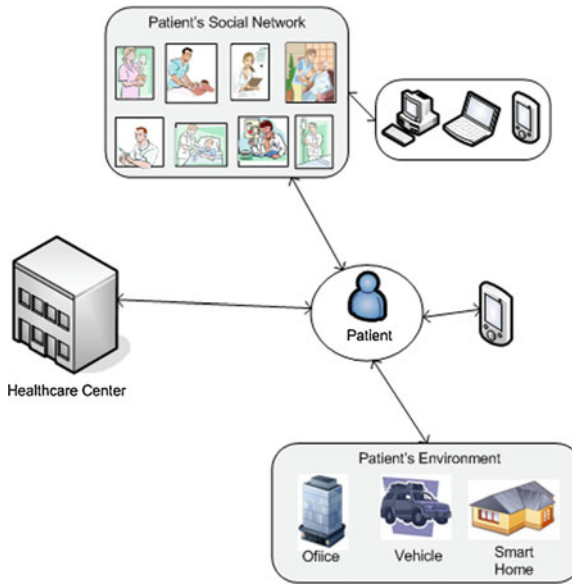 Patient's Social Network
Patient
Healthcare Center
Patient's Environment
Ofiice
Vehicle
Smart
Home